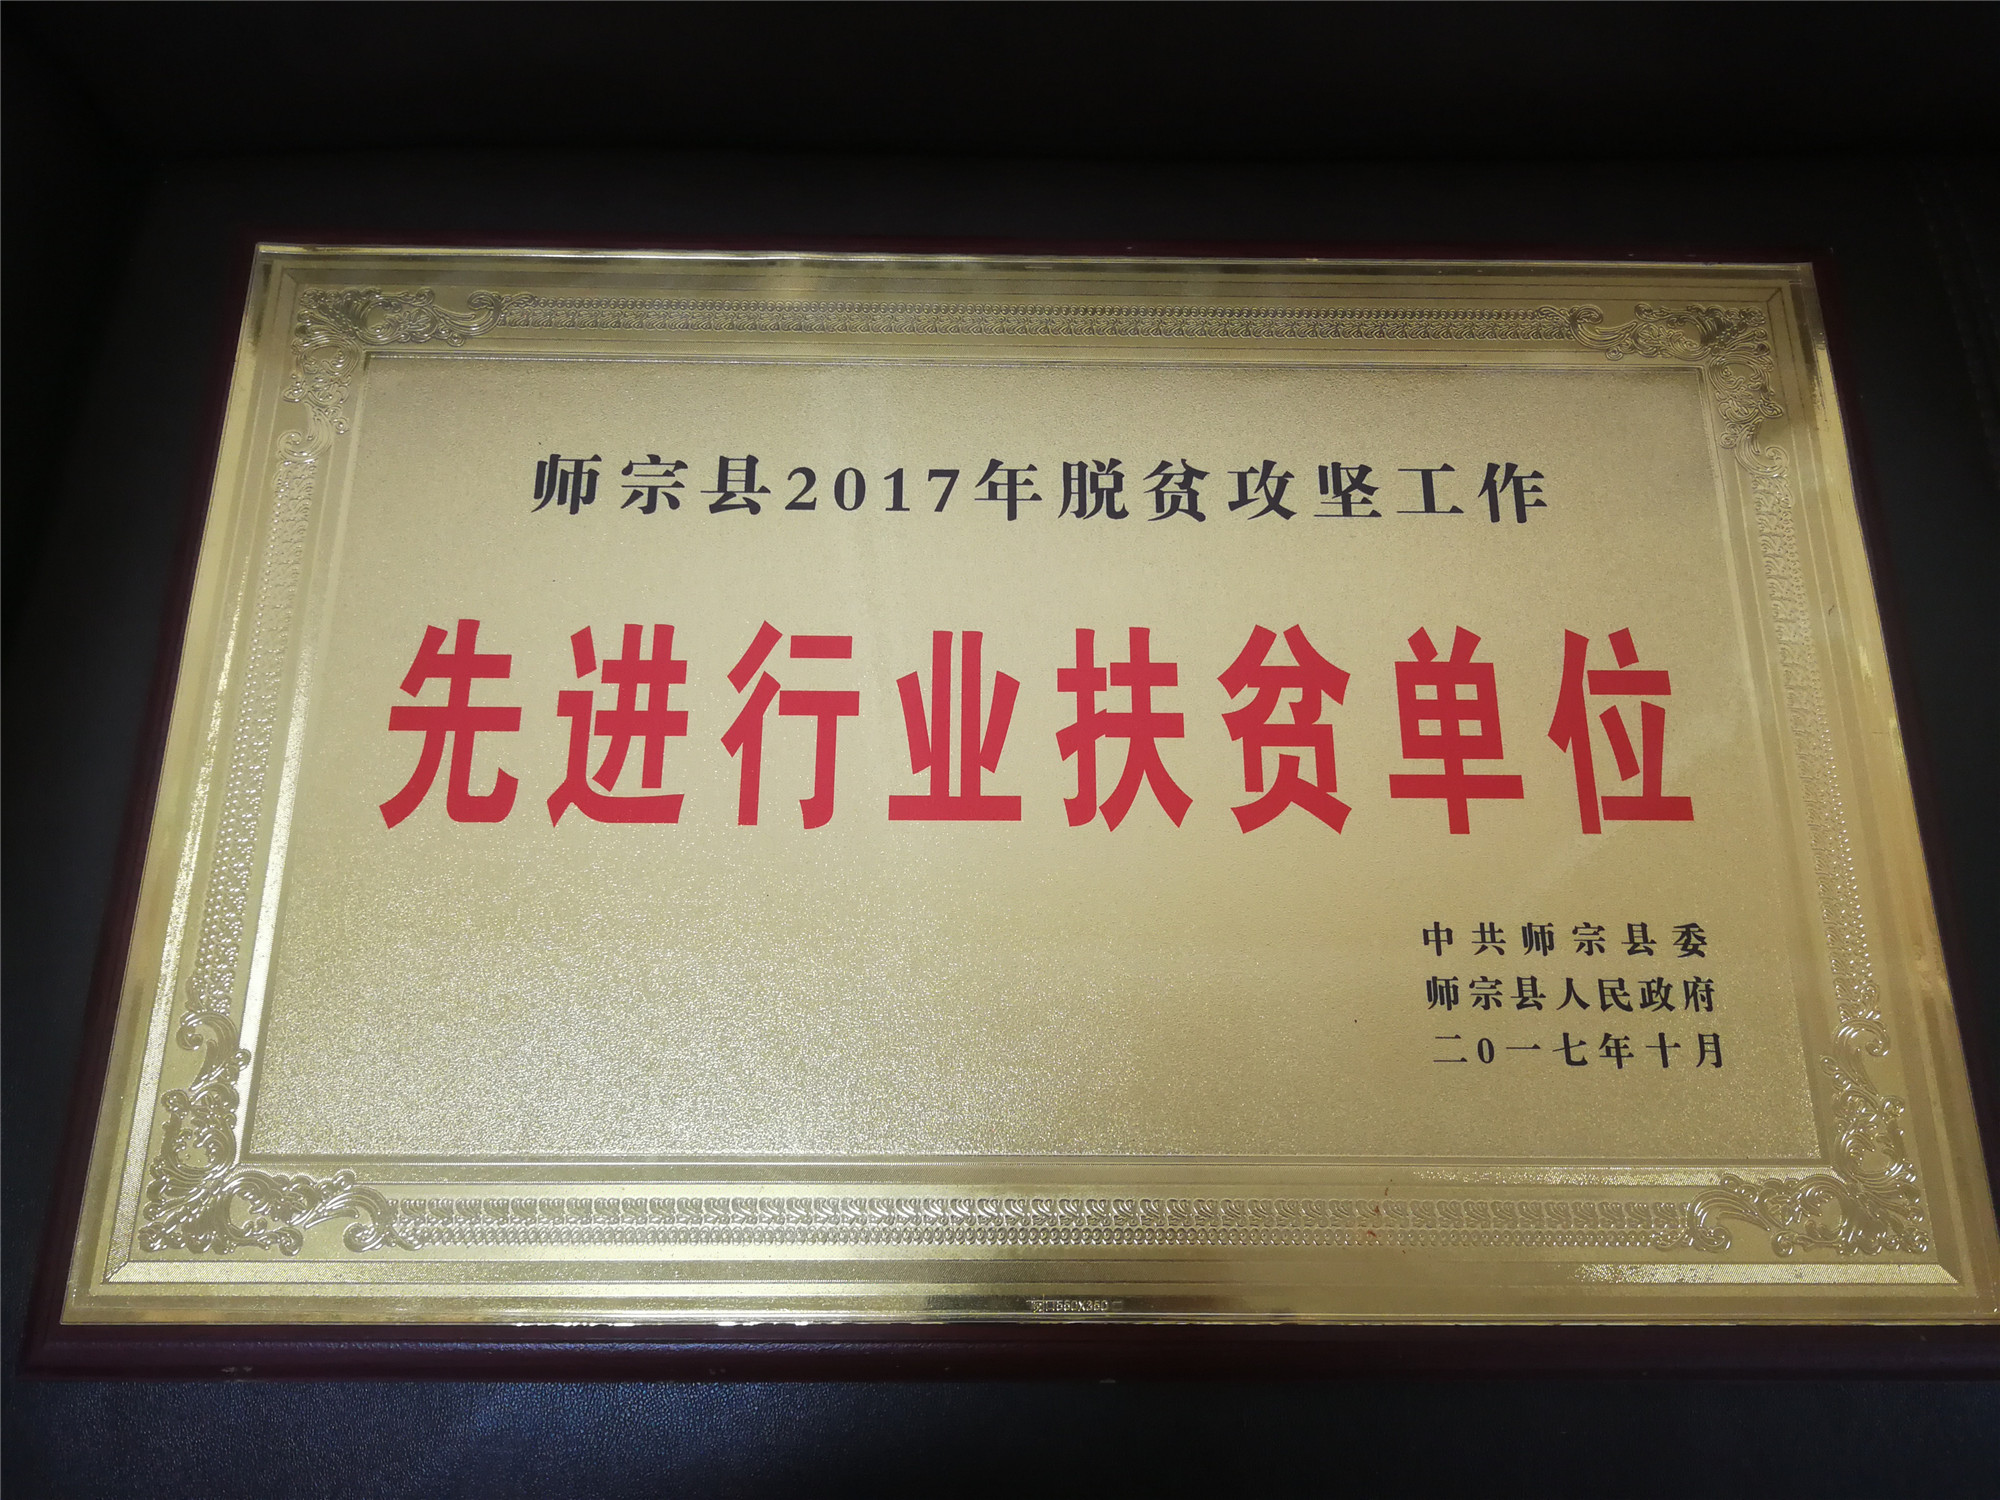 师宗县2017年脱贫攻坚工作
先进行业扶贫单位
中共师宗县委
师宗县人民政府
二0一七年十月
550X350